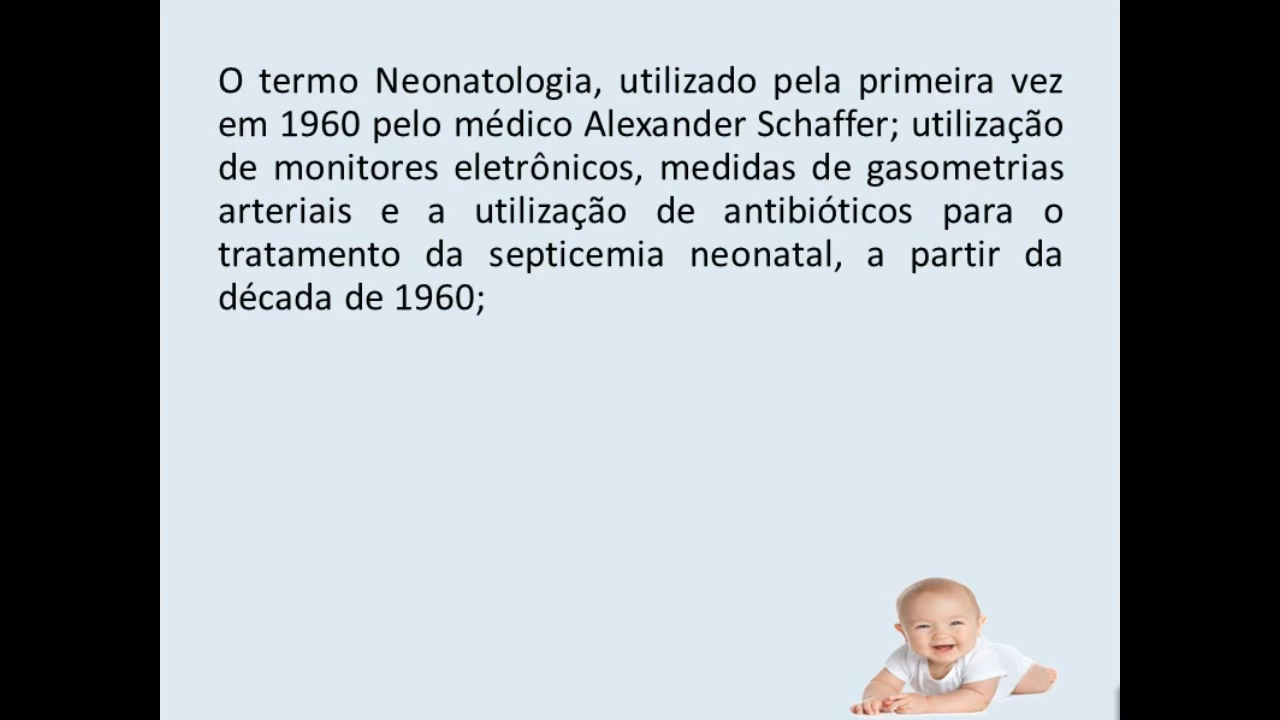 O termo Neonatologia, utilizado pela primeira vez
em 1960 pelo médico Alexander Schaffer; utilização
de monitores eletrônicos, medidas de gasometrias
arteriais e a utilização de antibióticos para o
tratamento da septicemia neonatal, a partir da
década de 1960;